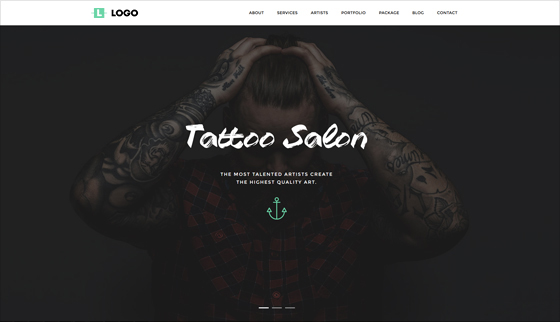 L LOGO
ABOUT SERVICES ARTISTS PORTFOLIO PACKAGE BLOG CONTACT
Tattoo Salon
THE MOST TALENTED ARTISTS CREATE
THE HIGHEST QUALITY ART.